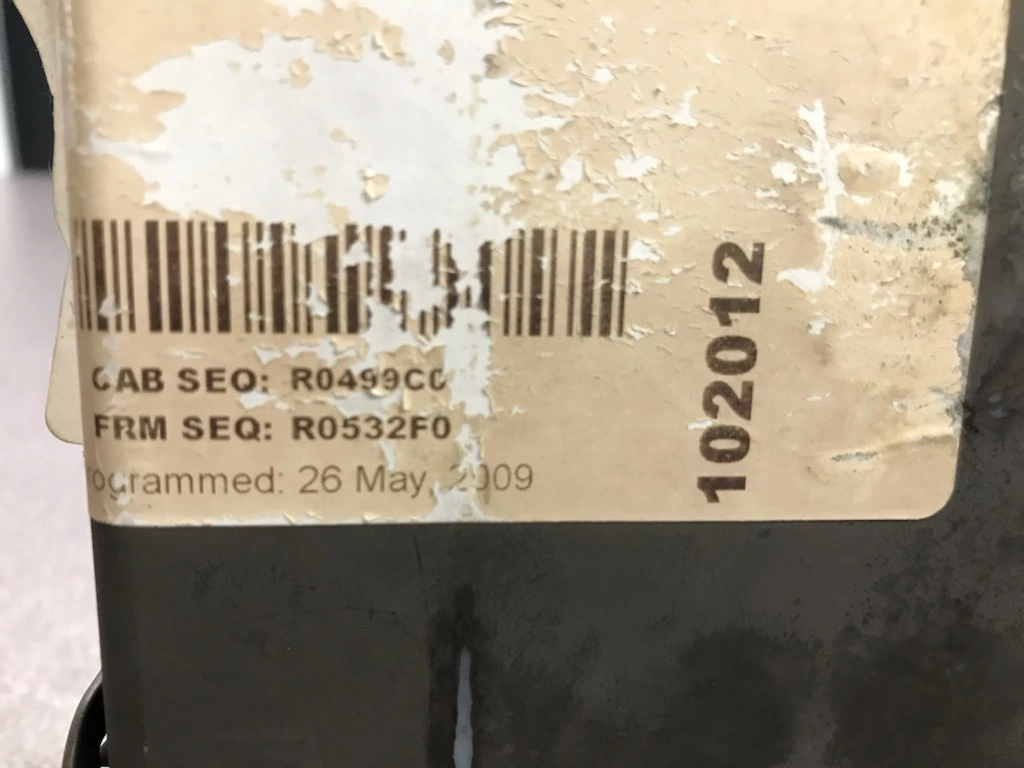 CAB SEQ: R0499C0
FRM SEQ: R0532F0
ogrammed: 26 May, 2009
102012